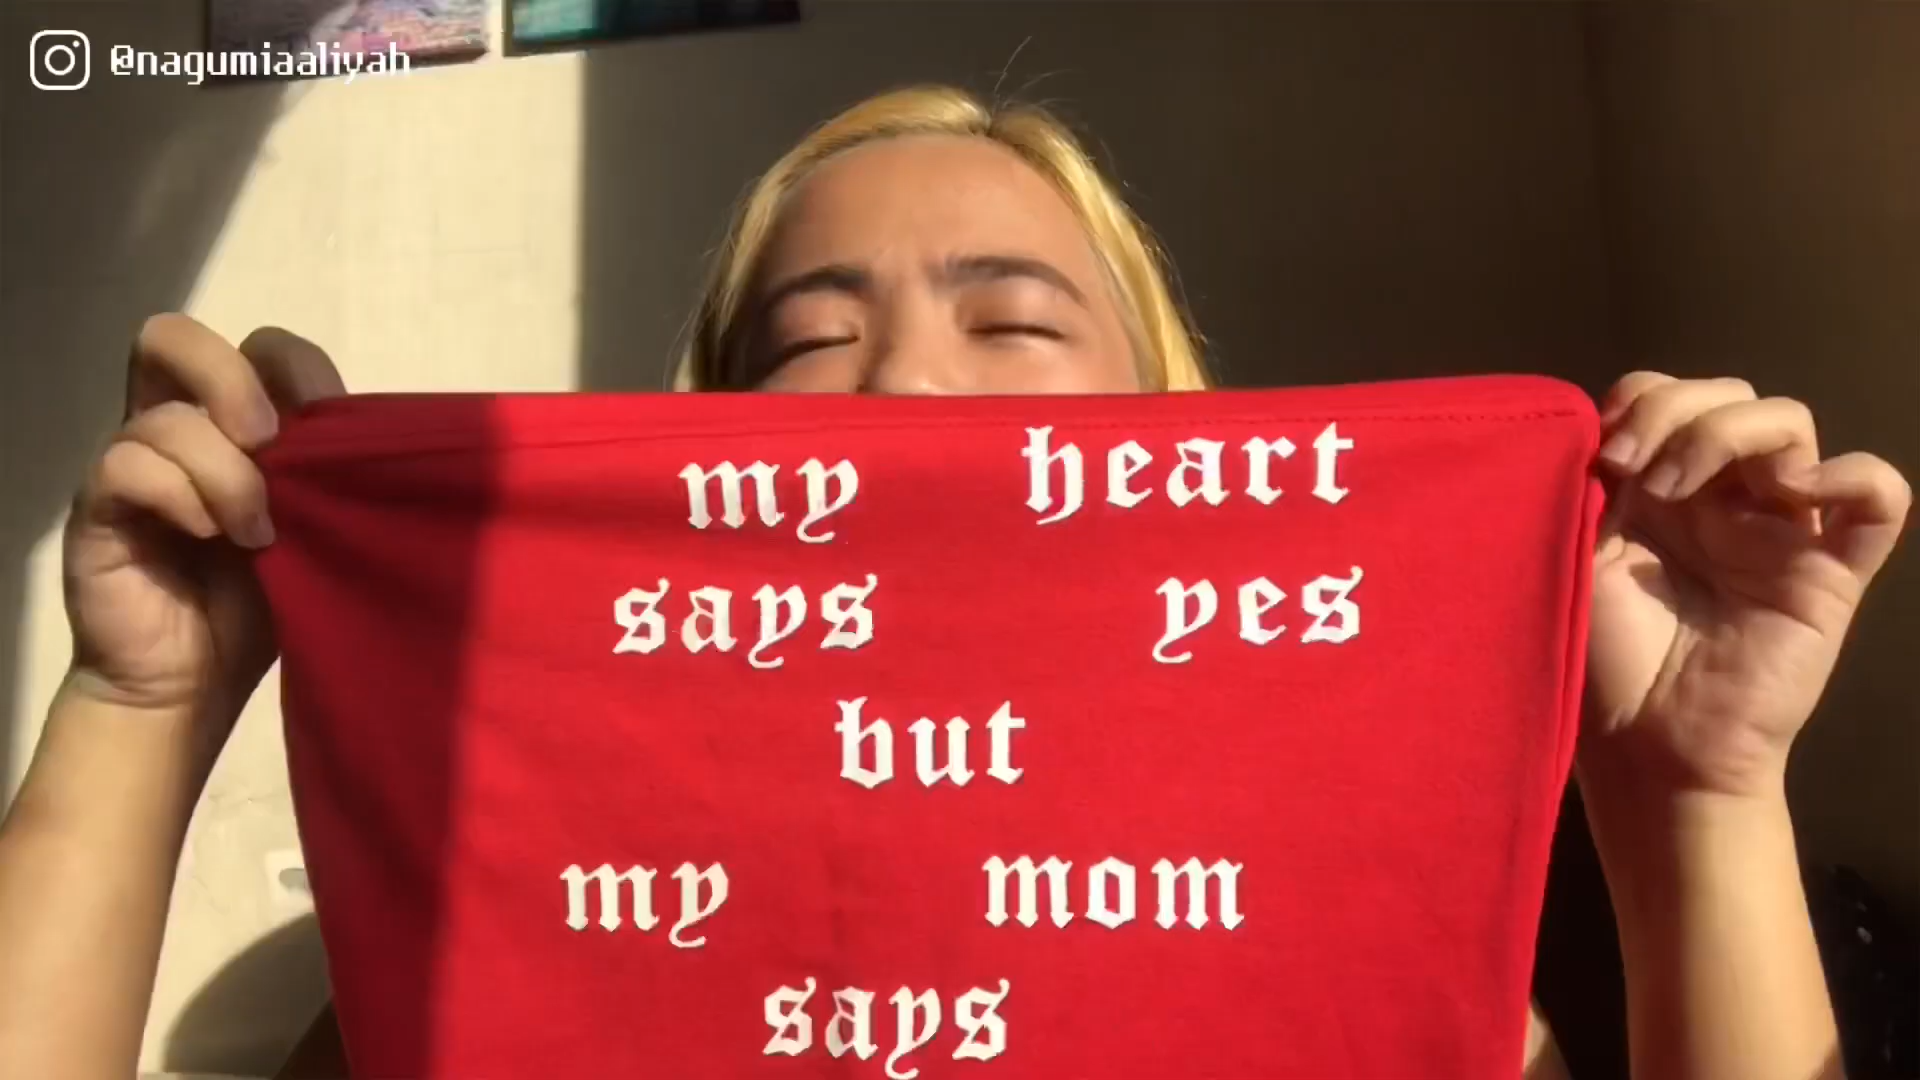 @nagumiaaliyah
my heart
says yes
but
my mom
says